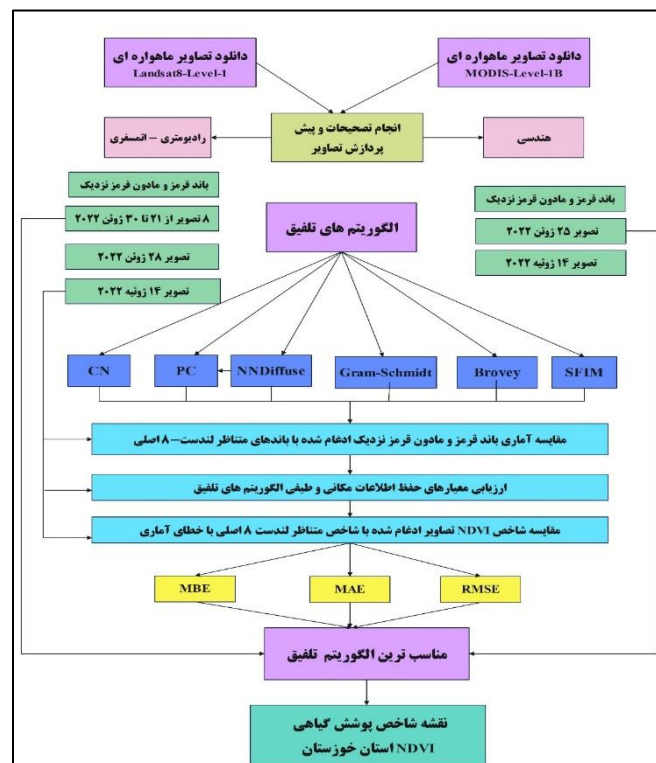 دانلود تصاویر ماهواره ای
MODIS-Level-1B
دانلود تصاویر ماهواره ای
Landsat8-Level-1
انجام تصحیحات و پیش
پردازش تصاویر
هندسی
رادیومتری – اتمسفری
باند قرمز و مادون قرمز نزدیک
تصویر ۲۵ ژوئن ۲۰۲۲
تصویر ۱۴ ژوئیه ۲۰۲۲
باند قرمز و مادون قرمز نزدیک
۸ تصویر از ۲۱ تا ۳۰ ژوئن ۲۰۲۲
تصویر ۲۸ ژوئن ۲۰۲۲
تصویر ۱۴ ژوئیه ۲۰۲۲
الگوریتم های تلفیق
CN
PC
NNDiffuse
Gram-Schmidt
Brovey
SFIM
مقایسه آماری باند قرمز و مادون قرمز نزدیک ادغام شده با باندهای متناظر لندست–۸ اصلی
ارزیابی معیارهای حفظ اطلاعات مکانی و طیفی الگوریتم های تلفیق
مقایسه شاخص NDVI تصاویر ادغام شده با شاخص متناظر لندست ۸ اصلی با خطای آماری
MBE
MAE
RMSE
مناسب ترین الگوریتم تلفیق
نقشه شاخص پوشش گیاهی
NDVI استان خوزستان